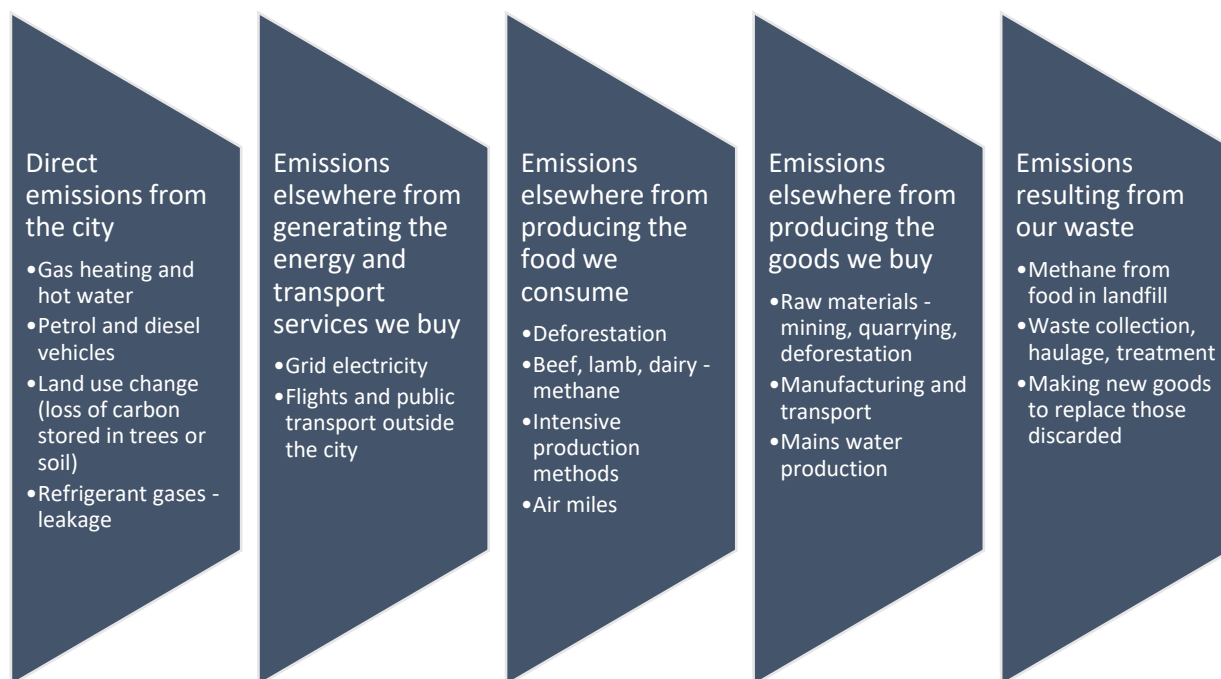 Direct
emissions from
the city
•Gas heating and
hot water
•Petrol and diesel
vehicles
•Land use change
(loss of carbon
stored in trees or
soil)
•Refrigerant gases -
leakage
Emissions
elsewhere from
generating the
energy and
transport
services we buy
•Grid electricity
•Flights and public
transport outside
the city
Emissions
elsewhere from
producing the
food we
consume
•Deforestation
•Beef, lamb, dairy -
methane
•Intensive
production
methods
•Air miles
Emissions
elsewhere from
producing the
goods we buy
•Raw materials -
mining, quarrying,
deforestation
•Manufacturing and
transport
•Mains water
production
Emissions
resulting from
our waste
•Methane from
food in landfill
•Waste collection,
haulage, treatment
•Making new goods
to replace those
discarded